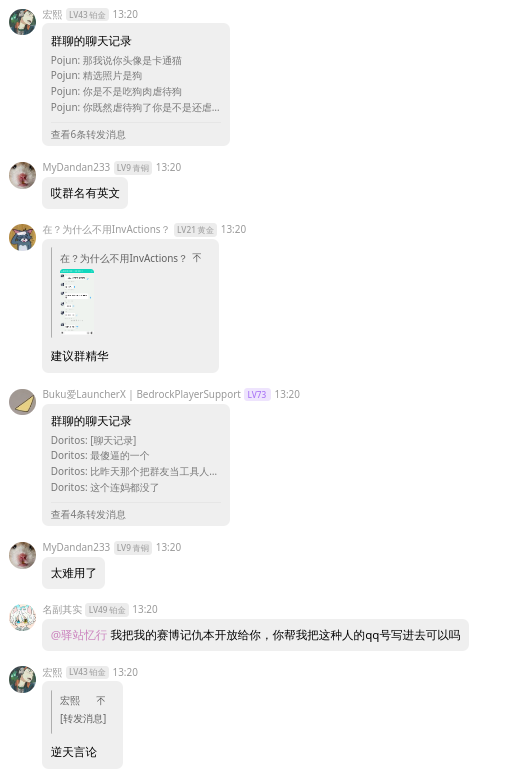 宏熙 LV43 铂金 13:20
群聊的聊天记录
Pojun: 那我说你头像是卡通猫
Pojun: 精选照片是狗
Pojun: 你是不是吃狗肉虐待狗
Pojun: 你既然虐待狗了你是不是还虐...
查看6条转发消息
MyDandan233 LV9 青铜 13:20
哎群名有英文
在？为什么不用InvActions？ LV21 黄金 13:20
在？为什么不用InvActions？
建议群精华
Buku爱LauncherX | BedrockPlayerSupport LV73 13:20
群聊的聊天记录
Doritos: [聊天记录]
Doritos: 最傻逼的一个
Doritos: 比昨天那个把群友当工具人...
Doritos: 这个连妈都没了
查看4条转发消息
MyDandan233 LV9 青铜 13:20
太难用了
名副其实 LV49 铂金 13:20
@驿站忆行 我把我的赛博记仇本开放给你，你帮我把这种人的qq号写进去可以吗
宏熙 LV43 铂金 13:20
宏熙
[转发消息]
逆天言论